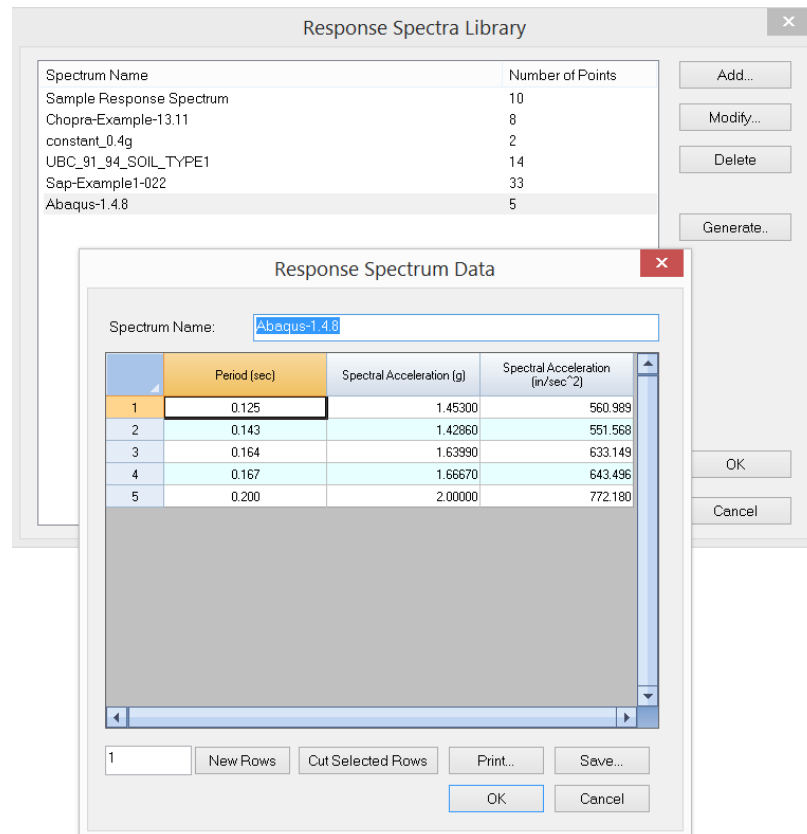 Response Spectra Library
Spectrum Name Number of Points
Sample Response Spectrum 10
Chopra-Example-13.11 8
constant_0.4g 2
UBC_91_94_SOIL_TYPE1 14
Sap-Example1-022 33
Abaqus-1.4.8 5
Add...
Modify...
Delete
Generate..
OK
Cancel
Response Spectrum Data
Spectrum Name: Abaqus-1.4.8
Period (sec) Spectral Acceleration (g) Spectral Acceleration (in/sec^2)
1 0.125 1.45300 560.989
2 0.143 1.42860 551.568
3 0.164 1.63990 633.149
4 0.167 1.66670 643.496
5 0.200 2.00000 772.180
1 New Rows Cut Selected Rows Print... Save...
OK Cancel